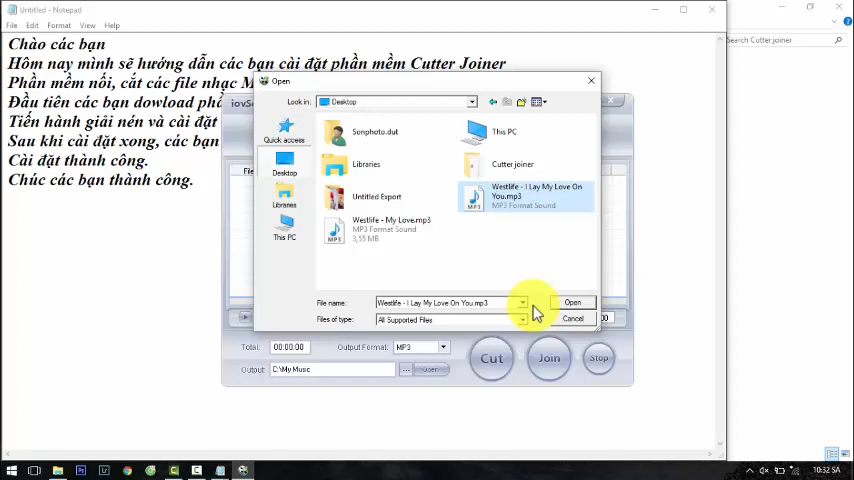 Untitled - Notepad
File Edit Format View Help
Chào các bạn
Hôm nay mình sẽ hướng dẫn các bạn cài đặt phần mềm Cutter Joiner
Phần mềm nối, cắt các file nhạc M
Đầu tiên các bạn dowload phầ
Tiến hành giải nén và cài đặt
Sau khi cài đặt xong, các bạn
Cài đặt thành công.
Chúc các bạn thành công.
Search Cutter joiner
iovSo
Open
Look in: Desktop
Quick access
Desktop
Libraries
This PC
Sonphoto.dut
This PC
Libraries
Cutter joiner
Untitled Export
Westlife - I Lay My Love On
You.mp3
MP3 Format Sound
Westlife - My Love.mp3
MP3 Format Sound
3,55 MB
File name: Westlife - I Lay My Love On You.mp3 Open
Files of type: All Supported Files Cancel
Total: 00:00:00 Output Format: MP3
Cut Join Stop
Output: C:\My Music ... Open
10:32 SA